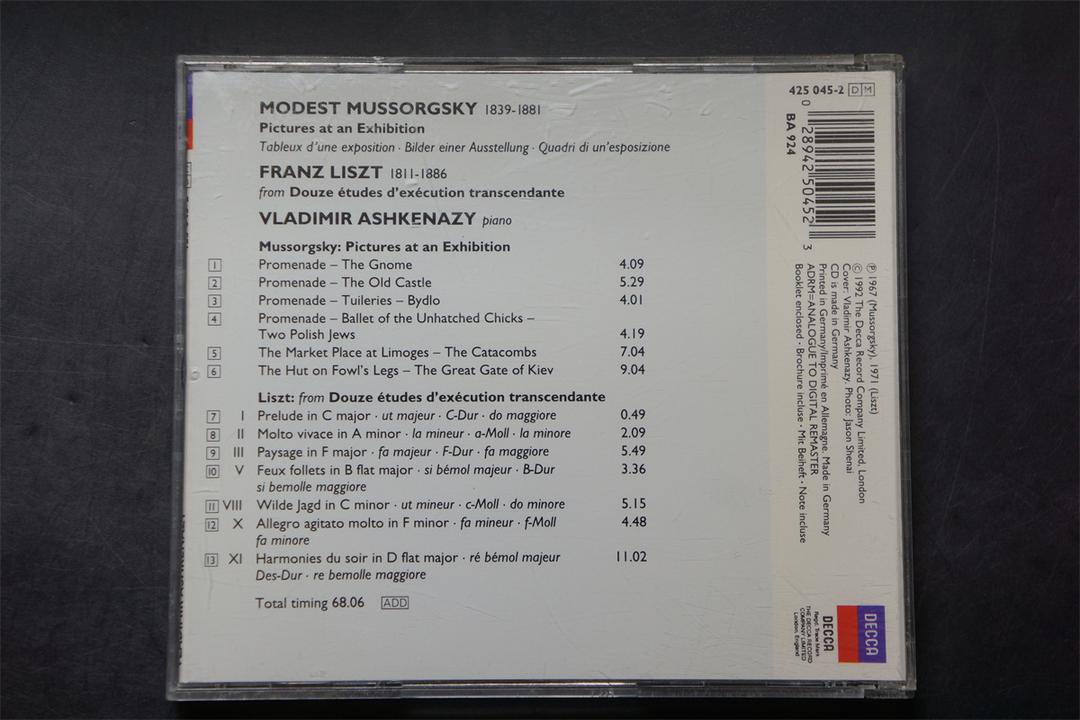 MODEST MUSSORGSKY 1839-1881
Pictures at an Exhibition
Tableux d'une exposition · Bilder einer Ausstellung · Quadri di un'esposizione
FRANZ LISZT 1811-1886
from Douze études d'exécution transcendante
VLADIMIR ASHKENAZY piano
Mussorgsky: Pictures at an Exhibition
1 Promenade – The Gnome 4.09
2 Promenade – The Old Castle 5.29
3 Promenade – Tuileries – Bydlo 4.01
4 Promenade – Ballet of the Unhatched Chicks –
Two Polish Jews 4.19
5 The Market Place at Limoges – The Catacombs 7.04
6 The Hut on Fowl's Legs – The Great Gate of Kiev 9.04
Liszt: from Douze études d'exécution transcendante
7 I Prelude in C major · ut majeur · C-Dur · do maggiore 0.49
8 II Molto vivace in A minor · la mineur · a-Moll · la minore 2.09
9 III Paysage in F major · fa majeur · F-Dur · fa maggiore 5.49
10 V Feux follets in B flat major · si bémol majeur · B-Dur 3.36
si bemolle maggiore
11 VIII Wilde Jagd in C minor · ut mineur · c-Moll · do minore 5.15
12 X Allegro agitato molto in F minor · fa mineur · f-Moll 4.48
fa minore
13 XI Harmonies du soir in D flat major · ré bémol majeur 11.02
Des-Dur · re bemolle maggiore
Total timing 68.06 ADD
425 045-2 D M
0 28942 50452 3
BA 924
℗ 1967 (Mussorgsky), 1971 (Liszt)
© 1992 The Decca Record Company Limited, London
Cover: Vladimir Ashkenazy. Photo: Jason Shenai
CD is made in Germany
Printed in Germany/Imprimé en Allemagne. Made in Germany
ADRM=ANALOGUE TO DIGITAL REMASTER
Booklet enclosed · Brochure incluse · Mit Beiheft · Note incluse
DECCA
DECCA
Regd. Trade Mark
THE DECCA RECORD
COMPANY LIMITED
London, England